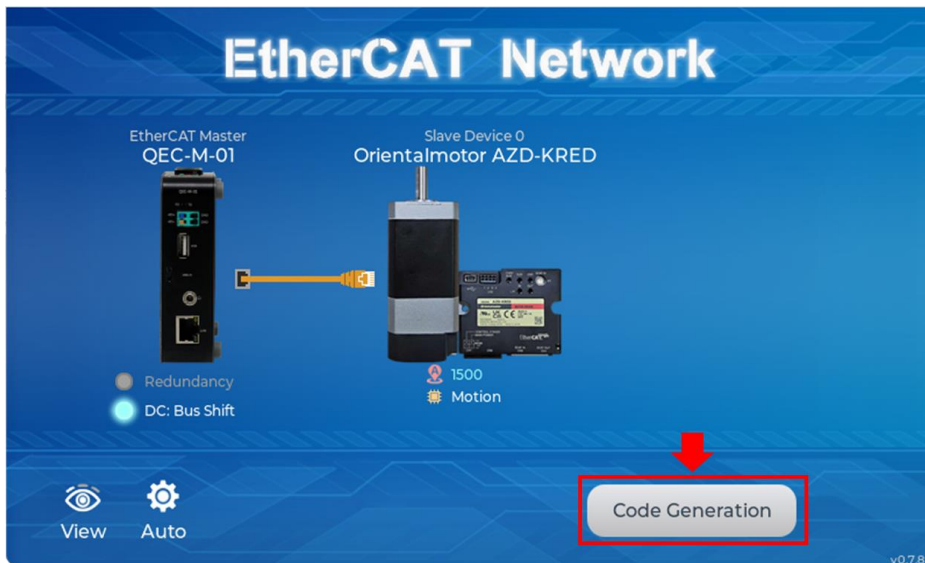 EtherCAT Network
EtherCAT Master
QEC-M-01
Slave Device 0
Orientalmotor AZD-KRED
Redundancy
DC: Bus Shift
1500
Motion
View
Auto
Code Generation
v0.7.8